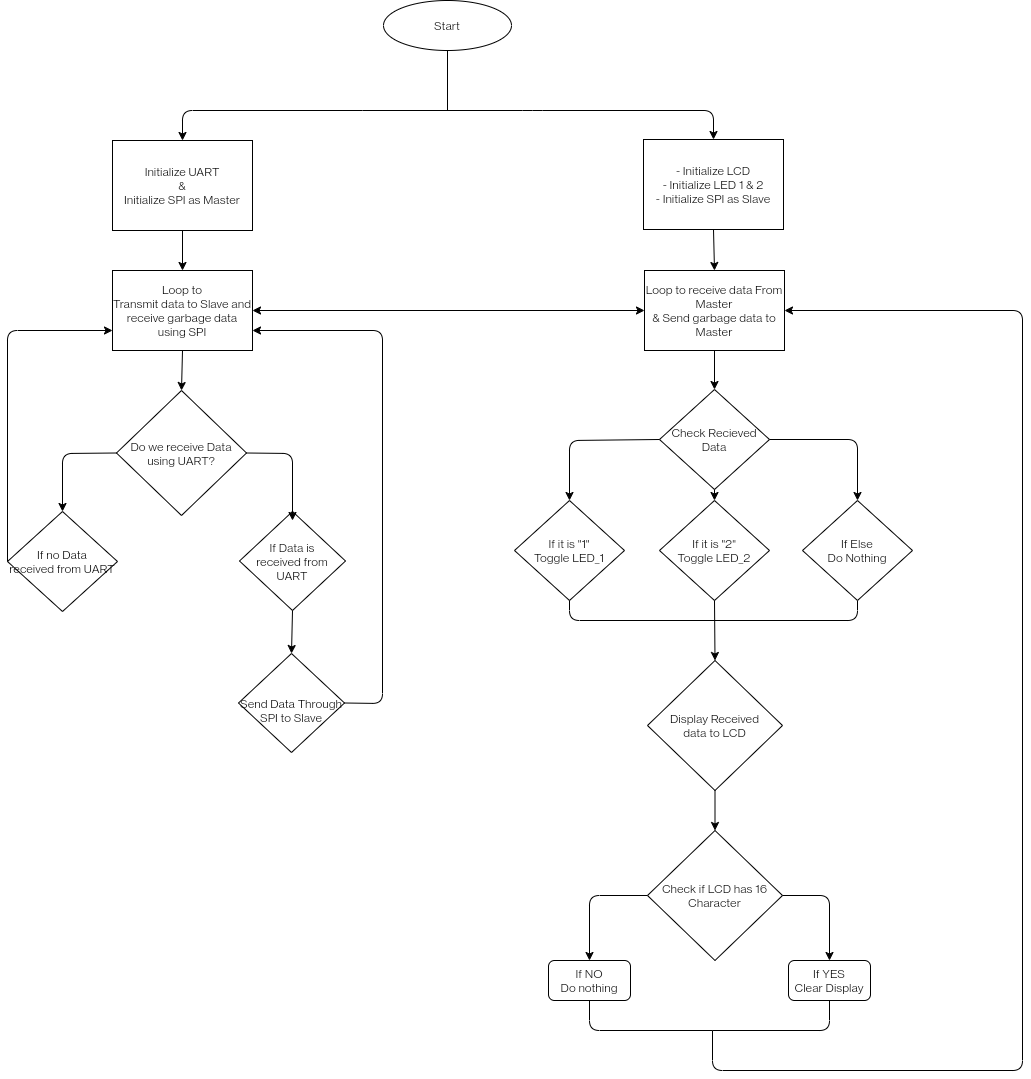 Start
Initialize UART
&
Initialize SPI as Master
- Initialize LCD
- Initialize LED 1 & 2
- Initialize SPI as Slave
Loop to
Transmit data to Slave and
receive garbage data
using SPI
Loop to receive data From
Master
& Send garbage data to
Master
Do we receive Data
using UART?
Check Recieved
Data
If no Data
received from UART
If Data is
received from
UART
If it is "1"
Toggle LED_1
If it is "2"
Toggle LED_2
If Else
Do Nothing
Send Data Through
SPI to Slave
Display Received
data to LCD
Check if LCD has 16
Character
If NO
Do nothing
If YES
Clear Display